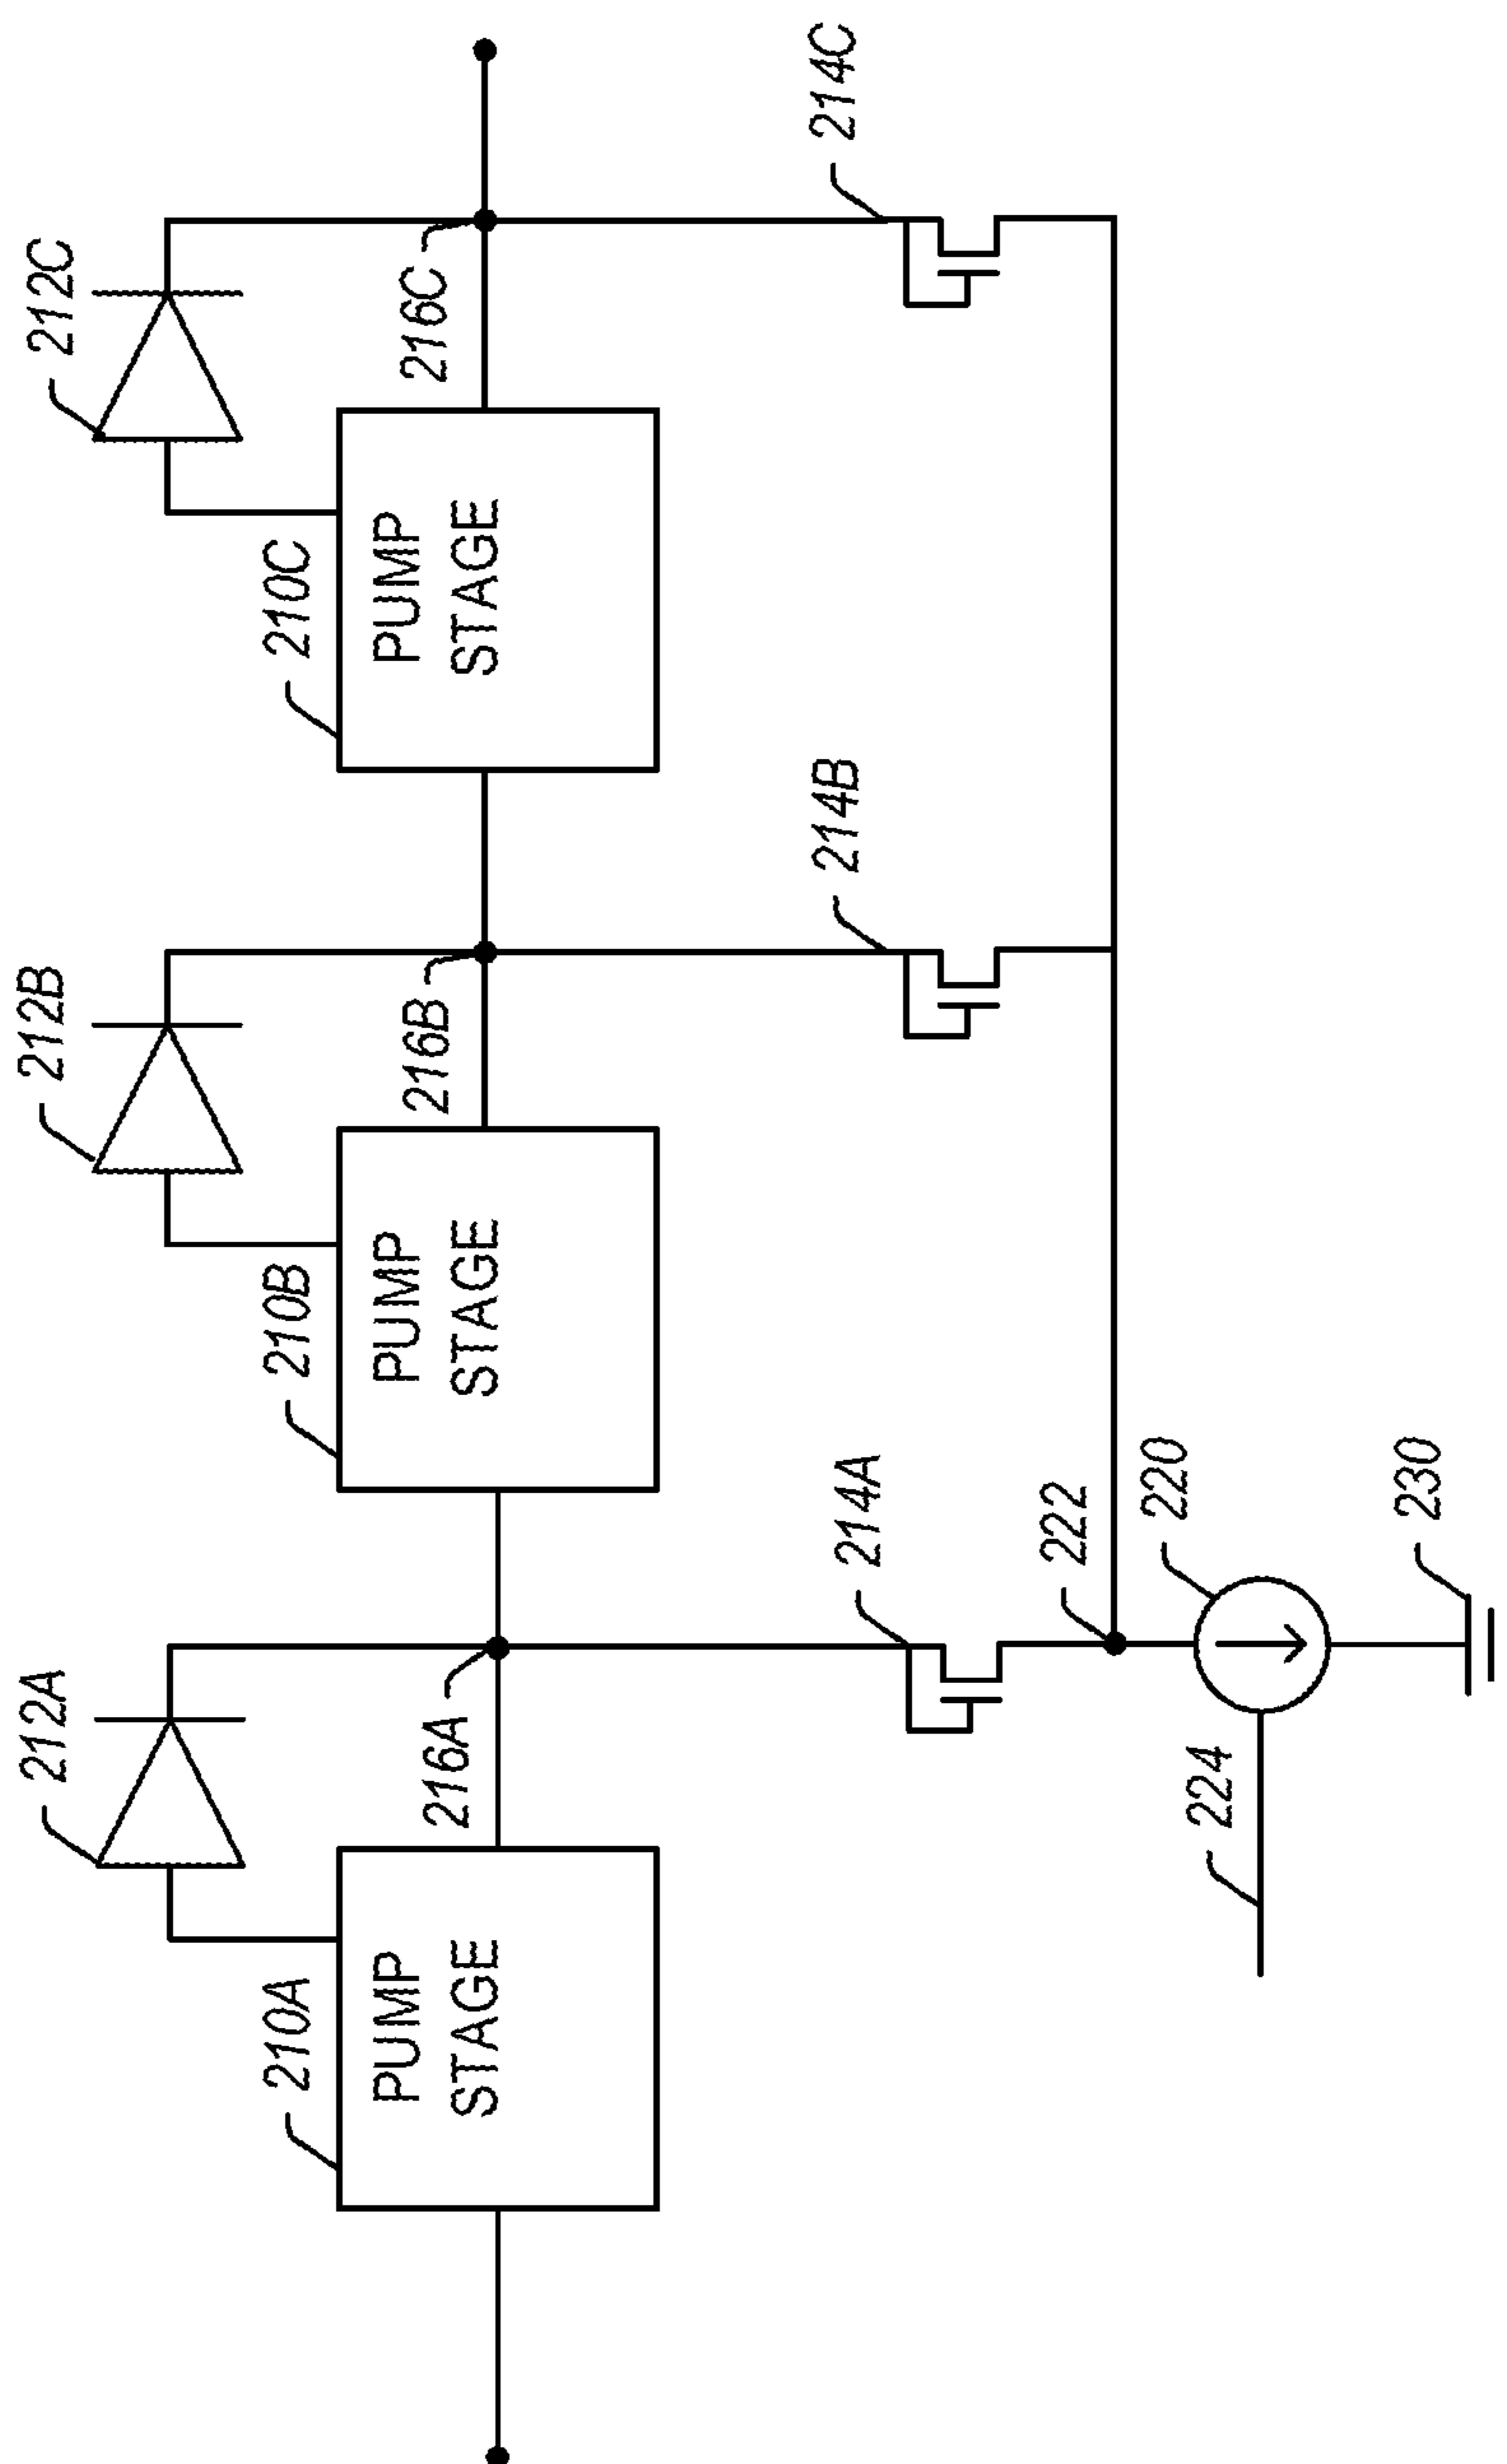 212A
212B
212C
210A
210B
210C
PUMP
STAGE
PUMP
STAGE
PUMP
STAGE
216A
216B
216C
214A
214B
214C
222
224
220
230